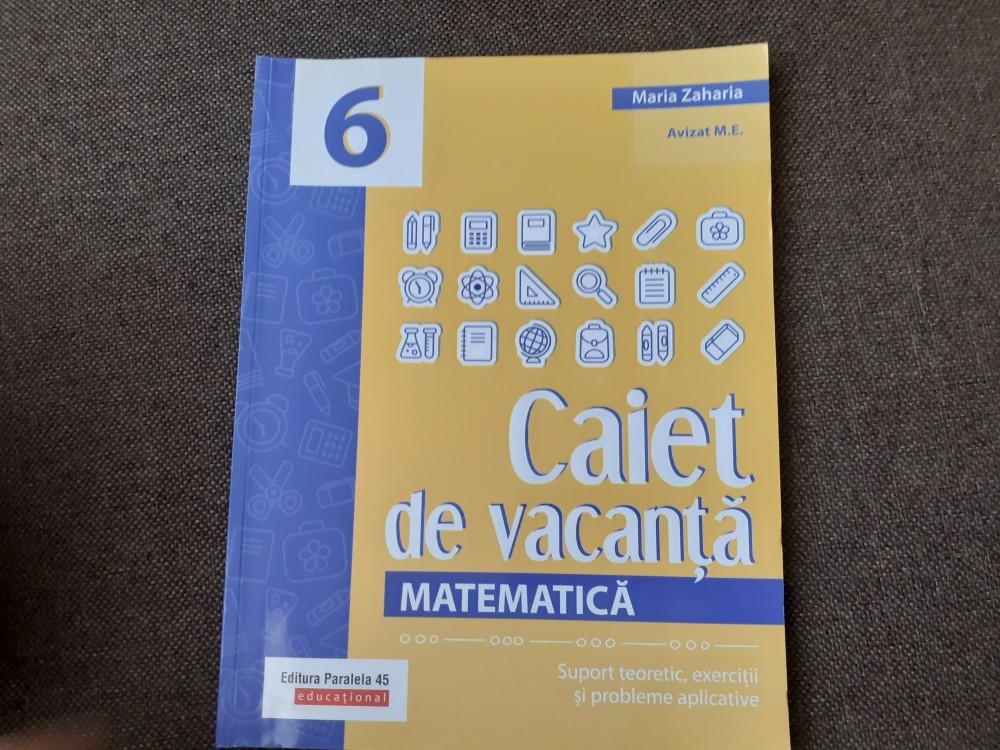 6
Maria Zaharia
Avizat M.E.
Caiet
de vacanță
MATEMATICĂ
Suport teoretic, exerciții
și probleme aplicative
Editura Paralela 45
educațional